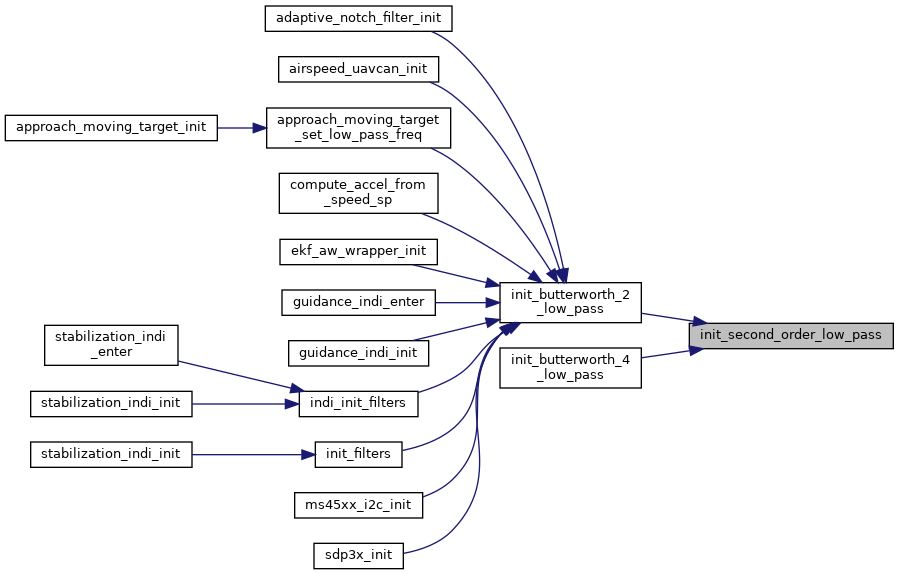 adaptive_notch_filter_init
airspeed_uavcan_init
approach_moving_target
_set_low_pass_freq
approach_moving_target_init
compute_accel_from
_speed_sp
ekf_aw_wrapper_init
guidance_indi_enter
init_butterworth_2
_low_pass
init_second_order_low_pass
stabilization_indi
_enter
guidance_indi_init
init_butterworth_4
_low_pass
stabilization_indi_init
indi_init_filters
stabilization_indi_init
init_filters
ms45xx_i2c_init
sdp3x_init